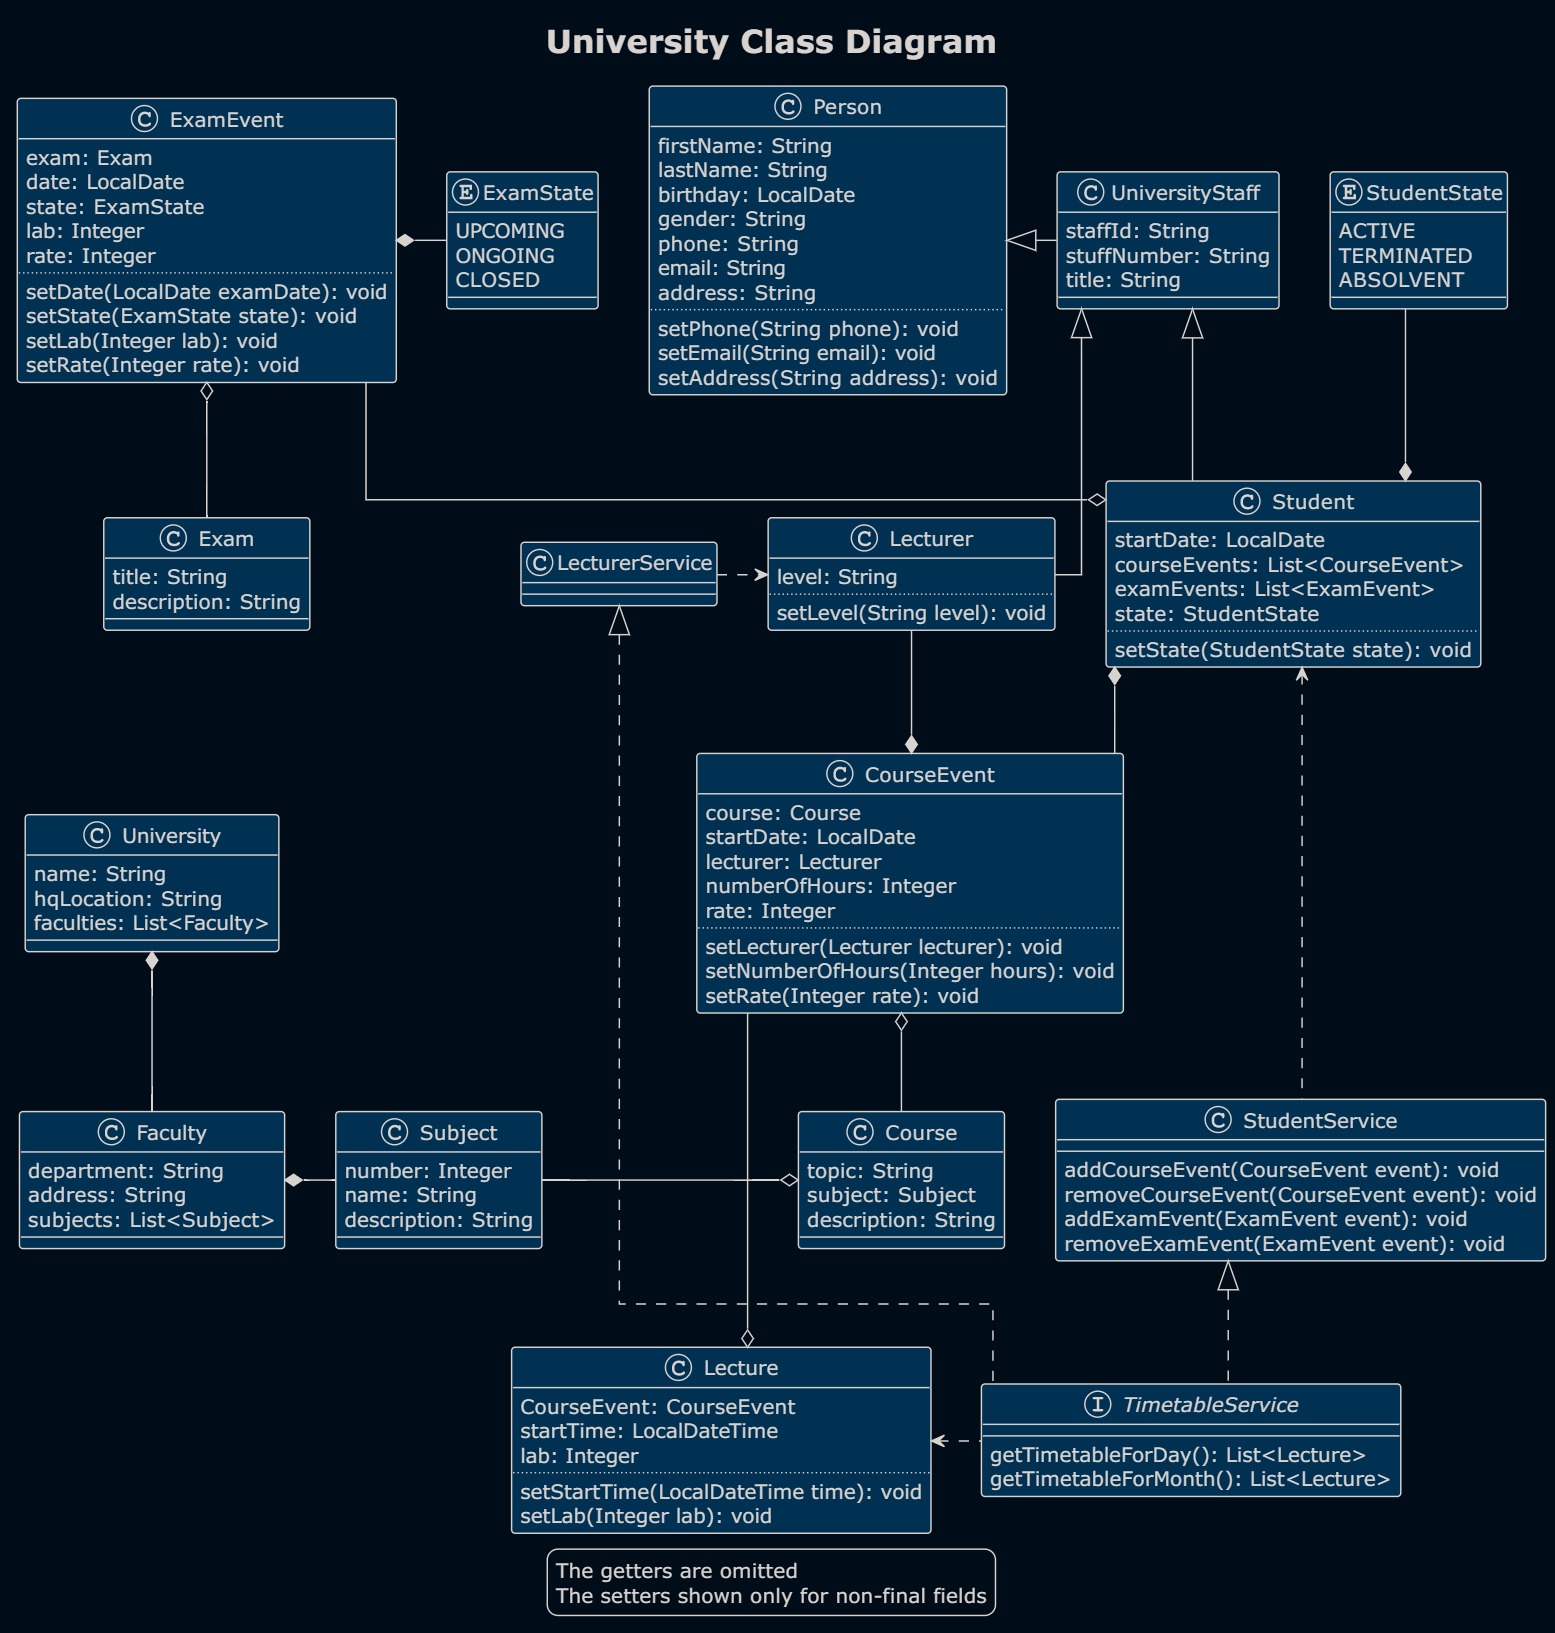 University Class Diagram
C ExamEvent
exam: Exam
date: LocalDate
state: ExamState
lab: Integer
rate: Integer
setDate(LocalDate examDate): void
setState(ExamState state): void
setLab(Integer lab): void
setRate(Integer rate): void
E ExamState
UPCOMING
ONGOING
CLOSED
C Person
firstName: String
lastName: String
birthday: LocalDate
gender: String
phone: String
email: String
address: String
setPhone(String phone): void
setEmail(String email): void
setAddress(String address): void
C UniversityStaff
staffId: String
stuffNumber: String
title: String
E StudentState
ACTIVE
TERMINATED
ABSOLVENT
C Exam
title: String
description: String
C LecturerService
C Lecturer
level: String
setLevel(String level): void
C Student
startDate: LocalDate
courseEvents: List<CourseEvent>
examEvents: List<ExamEvent>
state: StudentState
setState(StudentState state): void
C University
name: String
hqLocation: String
faculties: List<Faculty>
C CourseEvent
course: Course
startDate: LocalDate
lecturer: Lecturer
numberOfHours: Integer
rate: Integer
setLecturer(Lecturer lecturer): void
setNumberOfHours(Integer hours): void
setRate(Integer rate): void
C Faculty
department: String
address: String
subjects: List<Subject>
C Subject
number: Integer
name: String
description: String
C Course
topic: String
subject: Subject
description: String
C StudentService
addCourseEvent(CourseEvent event): void
removeCourseEvent(CourseEvent event): void
addExamEvent(ExamEvent event): void
removeExamEvent(ExamEvent event): void
C Lecture
CourseEvent: CourseEvent
startTime: LocalDateTime
lab: Integer
setStartTime(LocalDateTime time): void
setLab(Integer lab): void
I TimetableService
getTimetableForDay(): List<Lecture>
getTimetableForMonth(): List<Lecture>
The getters are omitted
The setters shown only for non-final fields